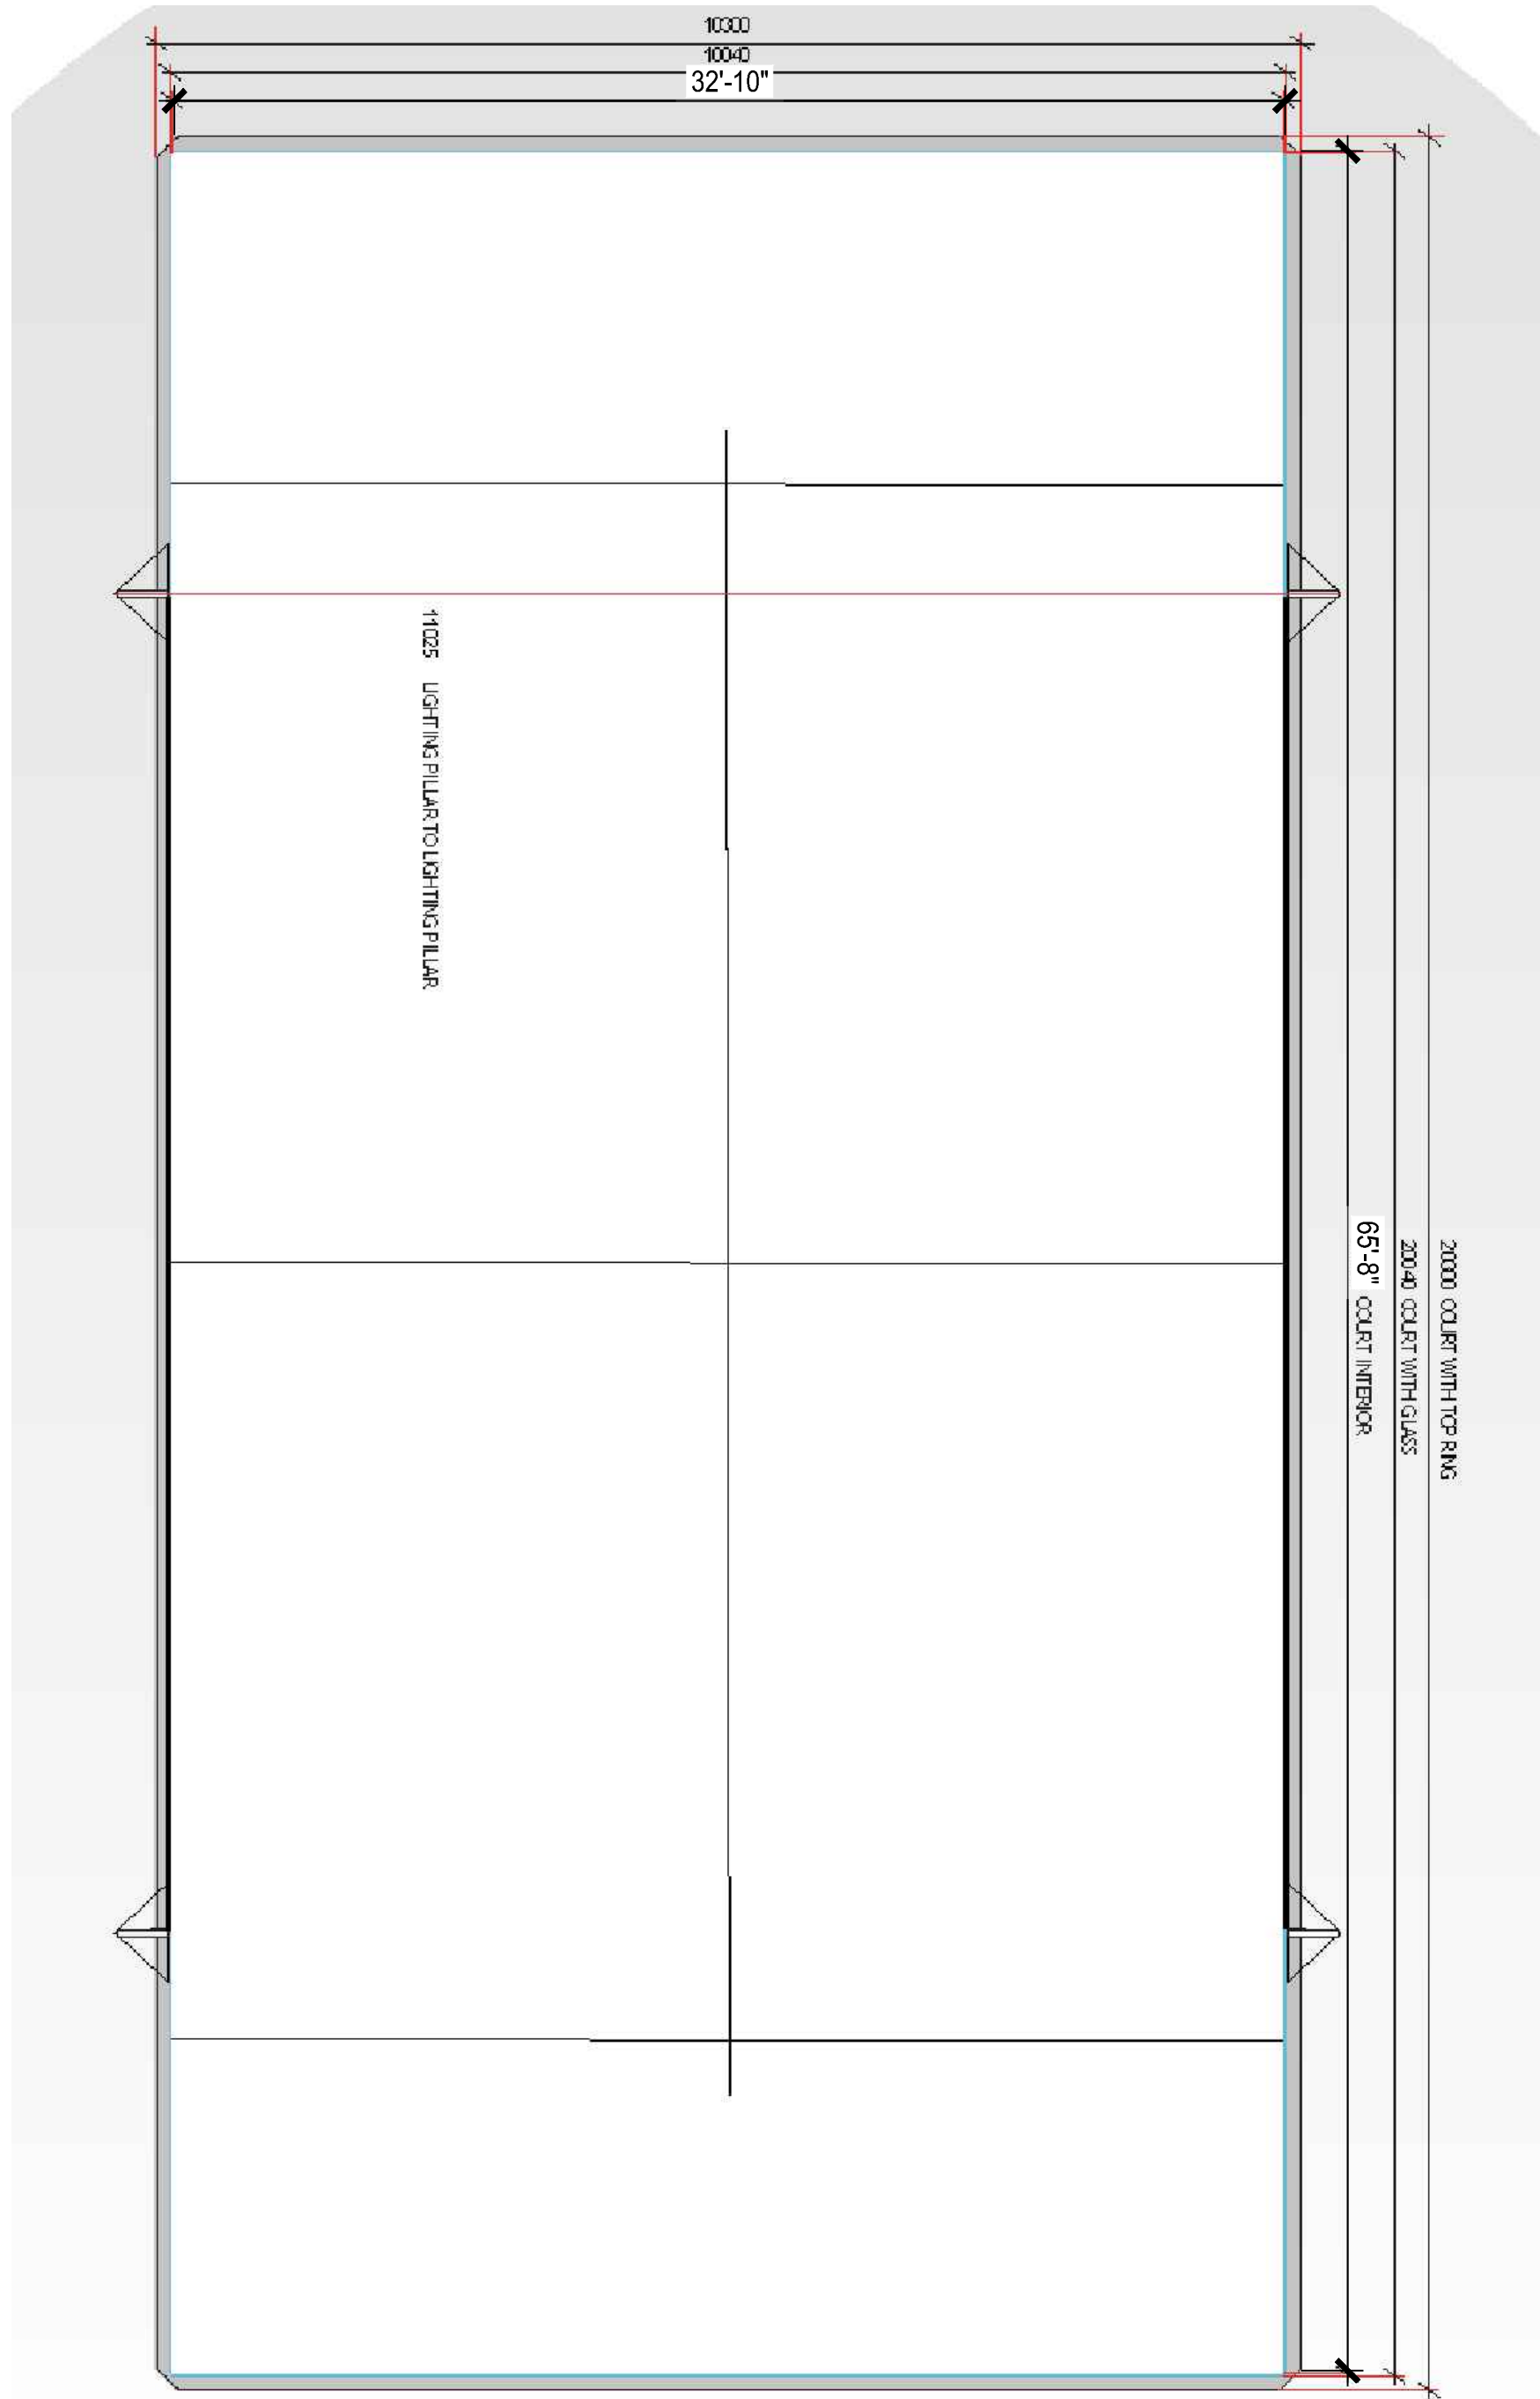 10300
10040
32'-10"
11025 LIGHTING PILLAR TO LIGHTING PILLAR
65'-8" COURT INTERIOR
20040 COURT WITH GLASS
20300 COURT WITH TOP RING